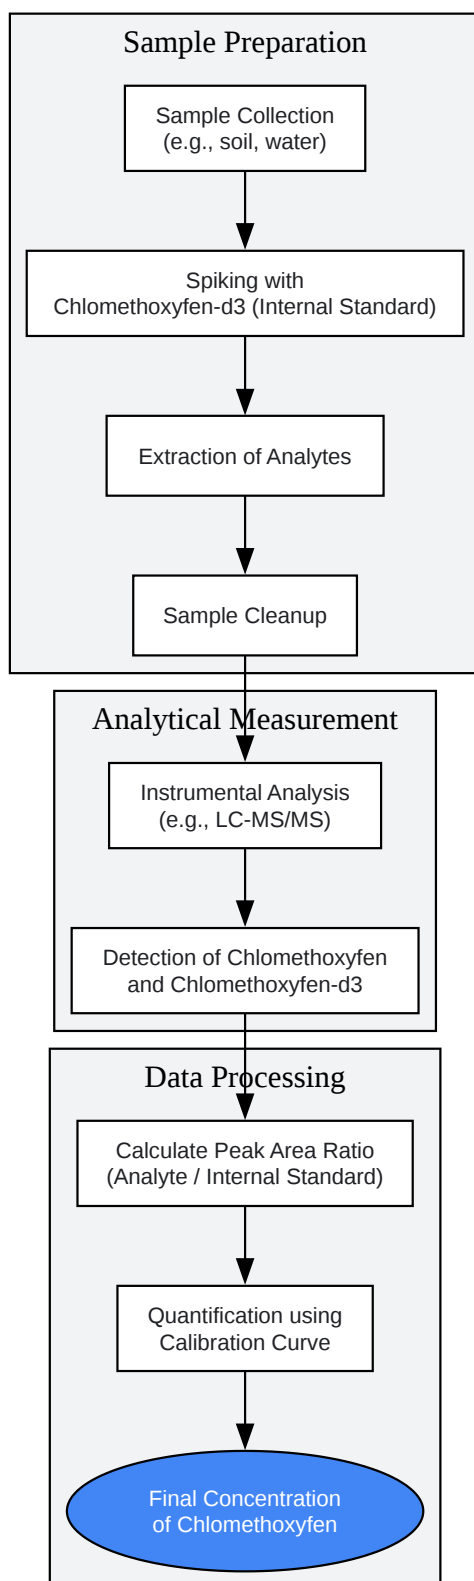 Sample Preparation
Sample Collection
(e.g., soil, water)
Spiking with
Chlomethoxyfen-d3 (Internal Standard)
Extraction of Analytes
Sample Cleanup
Analytical Measurement
Instrumental Analysis
(e.g., LC-MS/MS)
Detection of Chlomethoxyfen
and Chlomethoxyfen-d3
Data Processing
Calculate Peak Area Ratio
(Analyte / Internal Standard)
Quantification using
Calibration Curve
Final Concentration
of Chlomethoxyfen